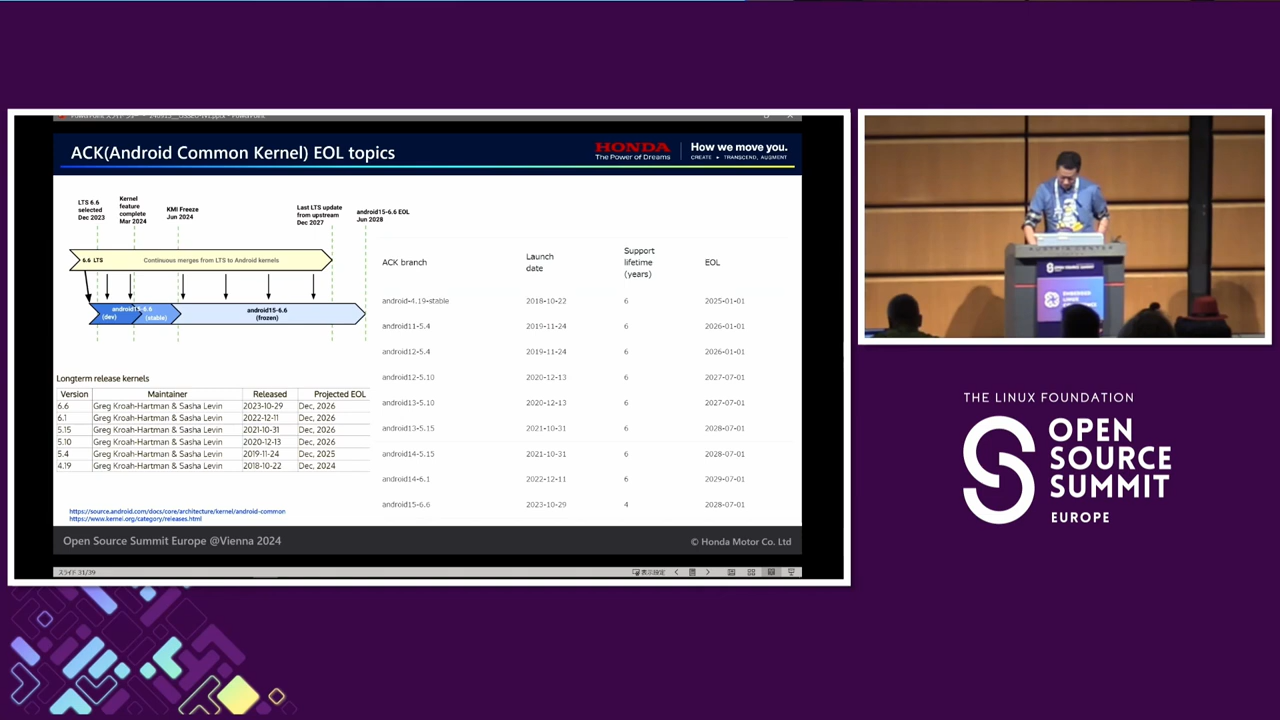 ACK(Android Common Kernel) EOL topics
HONDA
The Power of Dreams
How we move you.
CREATE ▸ TRANSCEND, AUGMENT
LTS 6.6
selected
Dec 2023
Kernel
feature
complete
Mar 2024
KMI Freeze
Jun 2024
Last LTS update
from upstream
Dec 2027
android15-6.6 EOL
Jun 2028
6.6 LTS
Continuous merges from LTS to Android kernels
android15-6.6
(dev)
(stable)
android15-6.6
(frozen)
ACK branch Launch date Support lifetime (years) EOL
android-4.19-stable 2018-10-22 6 2025-01-01
android11-5.4 2019-11-24 6 2026-01-01
android12-5.4 2019-11-24 6 2026-01-01
android12-5.10 2020-12-13 6 2027-07-01
android13-5.10 2020-12-13 6 2027-07-01
android13-5.15 2021-10-31 6 2028-07-01
android14-5.15 2021-10-31 6 2028-07-01
android14-6.1 2022-12-11 6 2029-07-01
android15-6.6 2023-10-29 4 2028-07-01
Longterm release kernels
Version Maintainer Released Projected EOL
6.6 Greg Kroah-Hartman & Sasha Levin 2023-10-29 Dec, 2026
6.1 Greg Kroah-Hartman & Sasha Levin 2022-12-11 Dec, 2026
5.15 Greg Kroah-Hartman & Sasha Levin 2021-10-31 Dec, 2026
5.10 Greg Kroah-Hartman & Sasha Levin 2020-12-13 Dec, 2026
5.4 Greg Kroah-Hartman & Sasha Levin 2019-11-24 Dec, 2025
4.19 Greg Kroah-Hartman & Sasha Levin 2018-10-22 Dec, 2024
https://source.android.com/docs/core/architecture/kernel/android-common
https://www.kernel.org/category/releases.html
Open Source Summit Europe @Vienna 2024
© Honda Motor Co. Ltd
スライド 31/39
表示設定
THE LINUX FOUNDATION
OPEN
SOURCE
SUMMIT
EUROPE